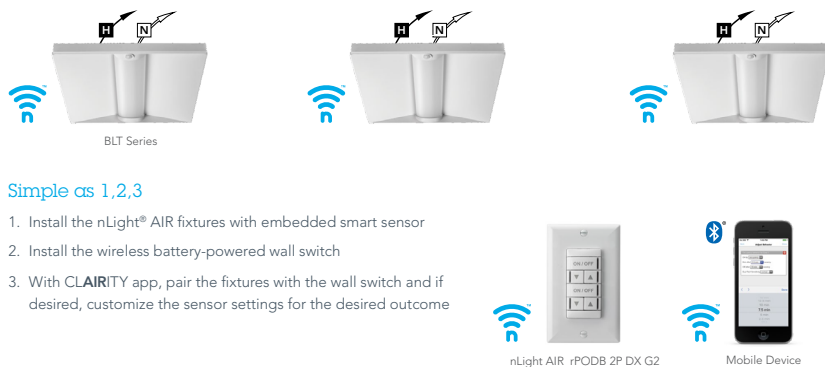 H N H N H N
BLT Series
Simple as 1,2,3
1. Install the nLight® AIR fixtures with embedded smart sensor
2. Install the wireless battery-powered wall switch
3. With CLAIRITY app, pair the fixtures with the wall switch and if
desired, customize the sensor settings for the desired outcome
ON / OFF
ON / OFF
nLight AIR rPODB 2P DX G2
Mobile Device